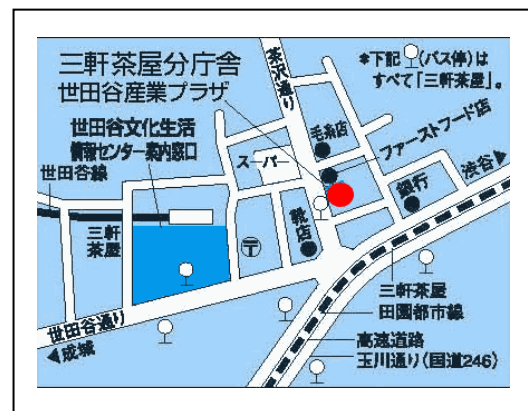 三軒茶屋分庁舎
世田谷産業プラザ
茶沢通り
*下記 (バス停)は
すべて「三軒茶屋」。
世田谷文化生活
情報センター案内窓口
毛糸店
ファーストフード店
スーパー
世田谷線
銀行
渋谷
靴店
三軒
茶屋
〒
三軒茶屋
田園都市線
世田谷通り
成城
高速道路
玉川通り(国道246)